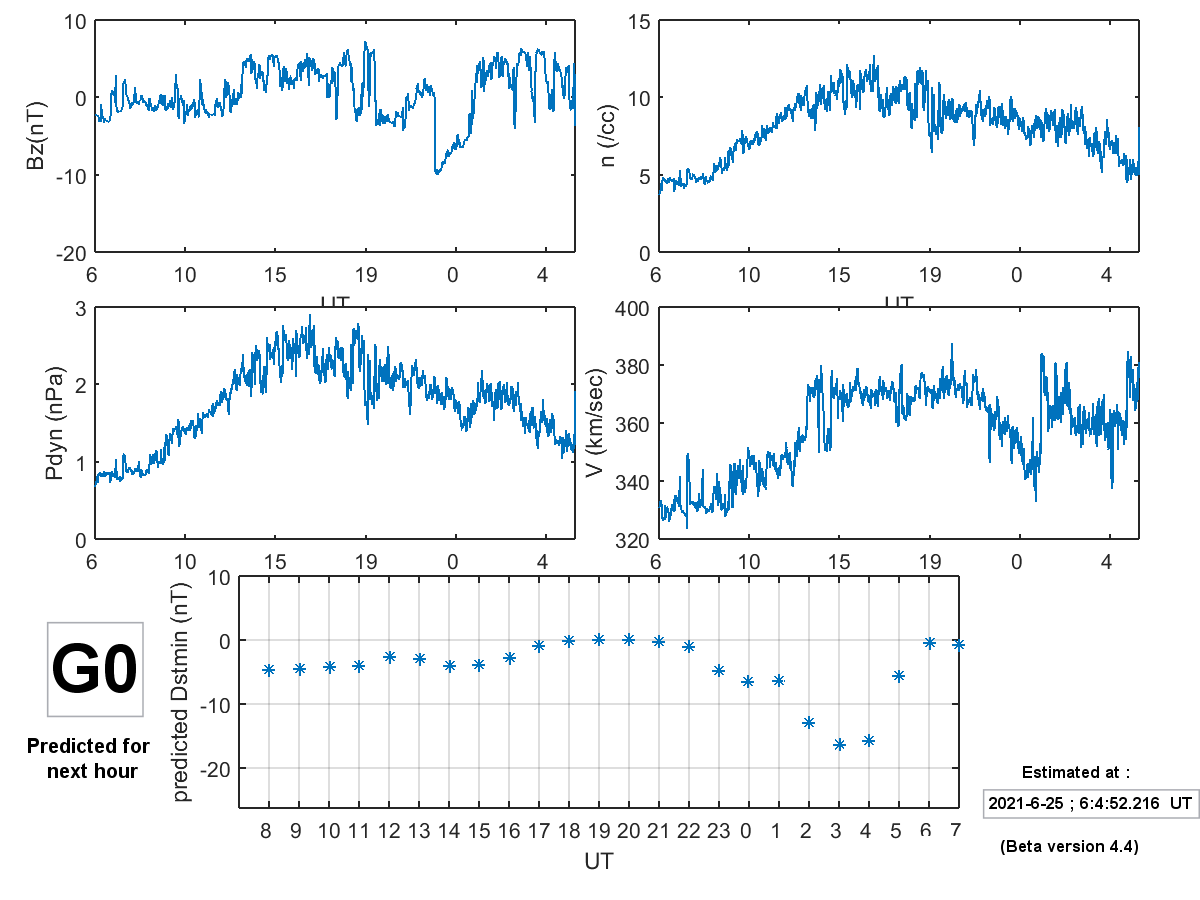 10
0
-10
-20
Bz(nT)
6 10 15 19 0 4
UT
15
10
5
0
n (/cc)
6 10 15 19 0 4
UT
3
2
1
0
Pdyn (nPa)
6 10 15 19 0 4
400
380
360
340
320
V (km/sec)
6 10 15 19 0 4
G0
Predicted for
next hour
10
0
-10
-20
predicted Dstmin (nT)
8 9 10 11 12 13 14 15 16 17 18 19 20 21 22 23 0 1 2 3 4 5 6 7
UT
Estimated at :
2021-6-25 ; 6:4:52.216 UT
(Beta version 4.4)